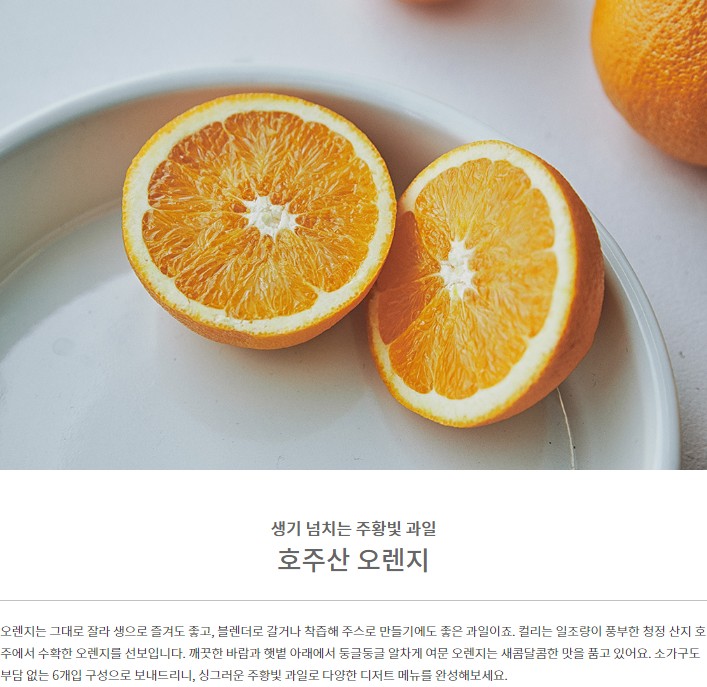 생기 넘치는 주황빛 과일
호주산 오렌지
오렌지는 그대로 잘라 생으로 즐겨도 좋고, 블렌더로 갈거나 착즙해 주스로 만들기에도 좋은 과일이죠. 컬리는 일조량이 풍부한 청정 산지 호
주에서 수확한 오렌지를 선보입니다. 깨끗한 바람과 햇볕 아래에서 둥글둥글 알차게 여문 오렌지는 새콤달콤한 맛을 품고 있어요. 소가구도
부담 없는 6개입 구성으로 보내드리니, 싱그러운 주황빛 과일로 다양한 디저트 메뉴를 완성해보세요.